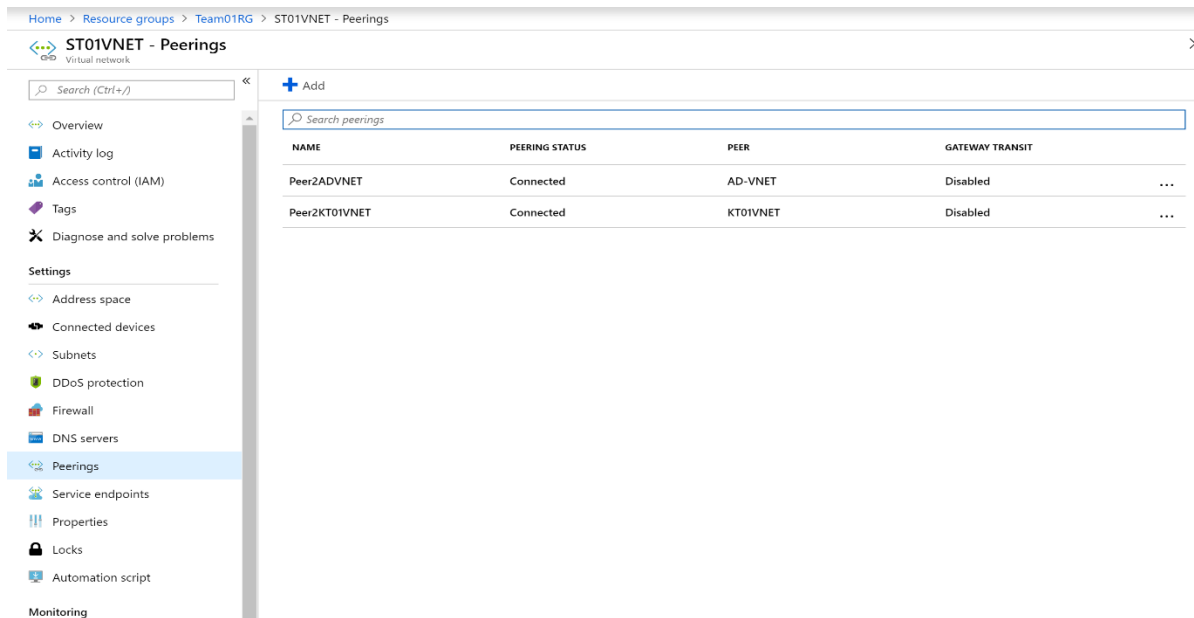 Home > Resource groups > Team01RG > ST01VNET - Peerings
ST01VNET - Peerings
Virtual network
Search (Ctrl+/)
Overview
Activity log
Access control (IAM)
Tags
Diagnose and solve problems
Settings
Address space
Connected devices
Subnets
DDoS protection
Firewall
DNS servers
Peerings
Service endpoints
Properties
Locks
Automation script
Monitoring
Add
Search peerings
NAME PEERING STATUS PEER GATEWAY TRANSIT
Peer2ADVNET Connected AD-VNET Disabled ...
Peer2KT01VNET Connected KT01VNET Disabled ...